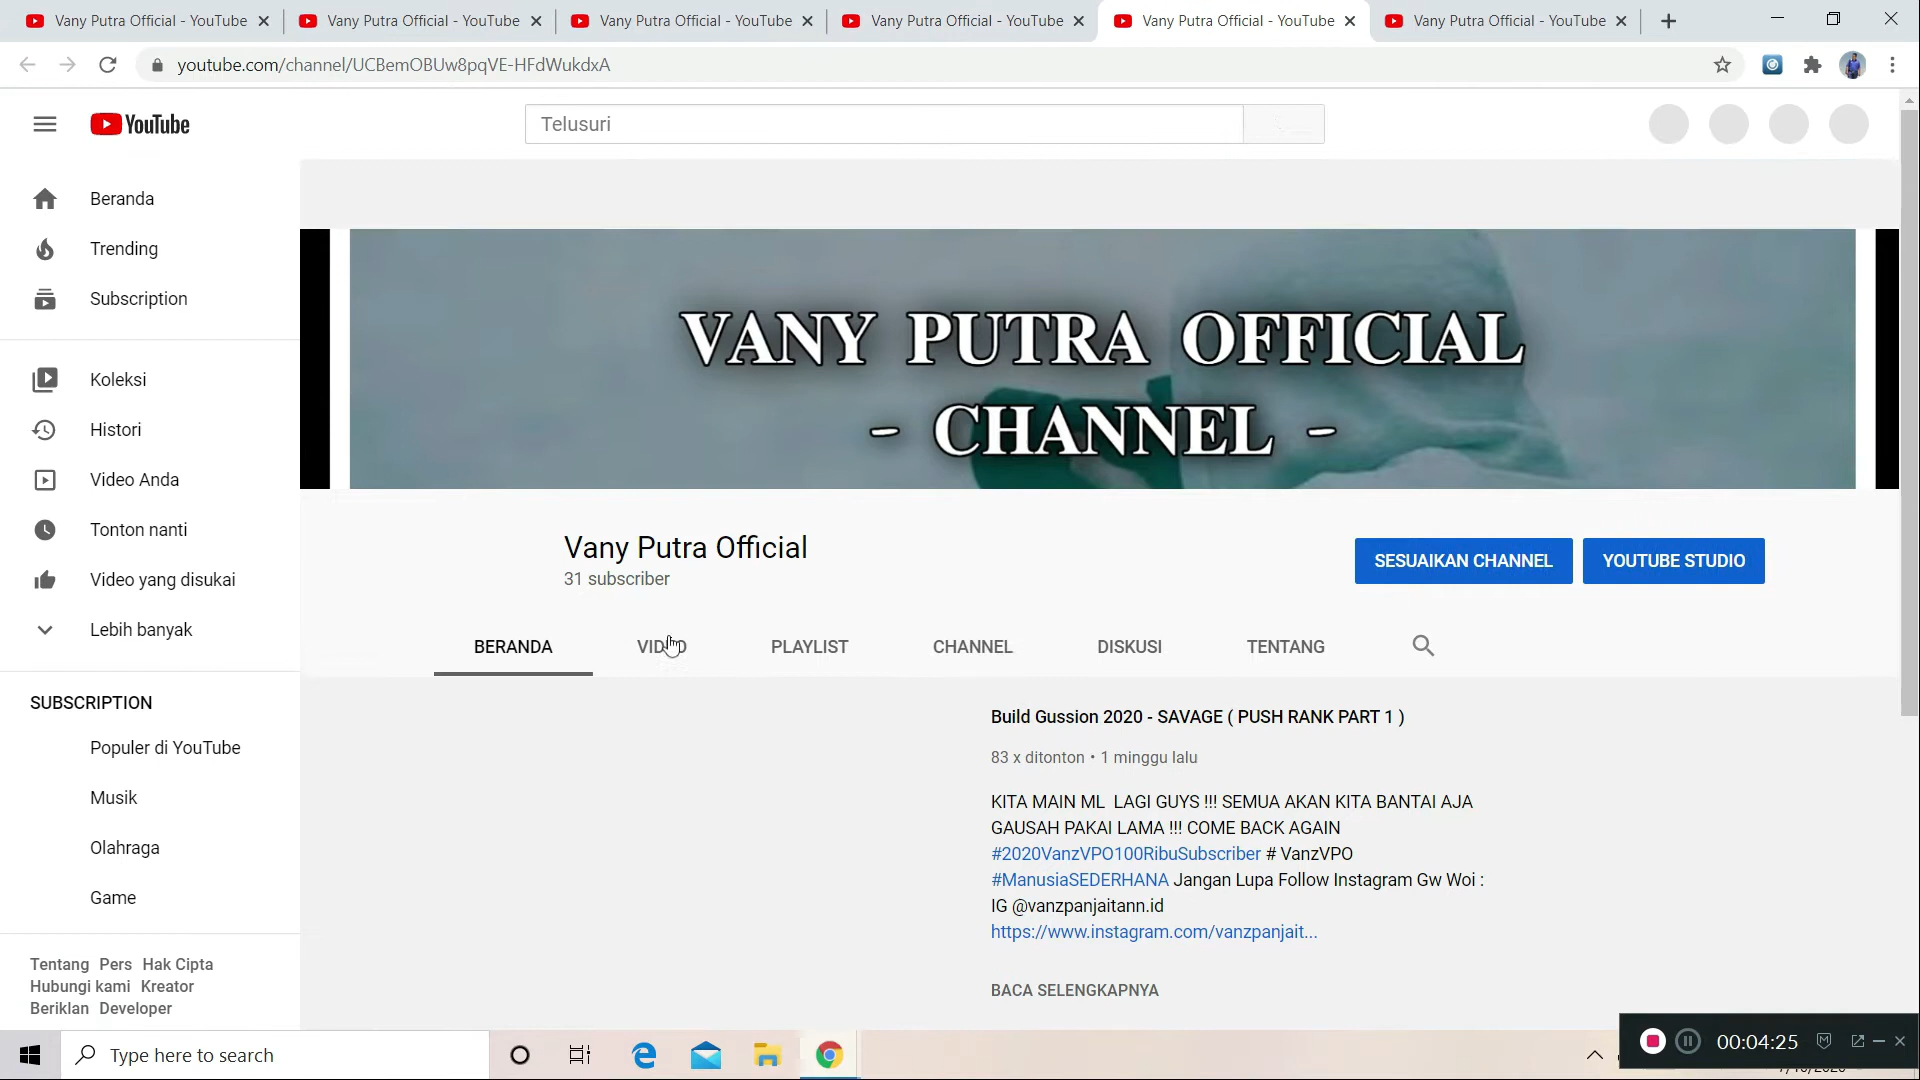 Vany Putra Official - YouTube
Vany Putra Official - YouTube
Vany Putra Official - YouTube
Vany Putra Official - YouTube
Vany Putra Official - YouTube
Vany Putra Official - YouTube
youtube.com/channel/UCBemOBUw8pqVE-HFdWukdxA
YouTube
Telusuri
Beranda
Trending
Subscription
Koleksi
Histori
Video Anda
Tonton nanti
Video yang disukai
Lebih banyak
SUBSCRIPTION
Populer di YouTube
Musik
Olahraga
Game
Tentang Pers Hak Cipta
Hubungi kami Kreator
Beriklan Developer
VANY PUTRA OFFICIAL
- CHANNEL -
Vany Putra Official
31 subscriber
SESUAIKAN CHANNEL
YOUTUBE STUDIO
BERANDA
VIDEO
PLAYLIST
CHANNEL
DISKUSI
TENTANG
Build Gussion 2020 - SAVAGE ( PUSH RANK PART 1 )
83 x ditonton • 1 minggu lalu
KITA MAIN ML LAGI GUYS !!! SEMUA AKAN KITA BANTAI AJA
GAUSAH PAKAI LAMA !!! COME BACK AGAIN
#2020VanzVPO100RibuSubscriber # VanzVPO
#ManusiaSEDERHANA Jangan Lupa Follow Instagram Gw Woi :
IG @vanzpanjaitann.id
https://www.instagram.com/vanzpanjait...
BACA SELENGKAPNYA
Type here to search
00:04:25